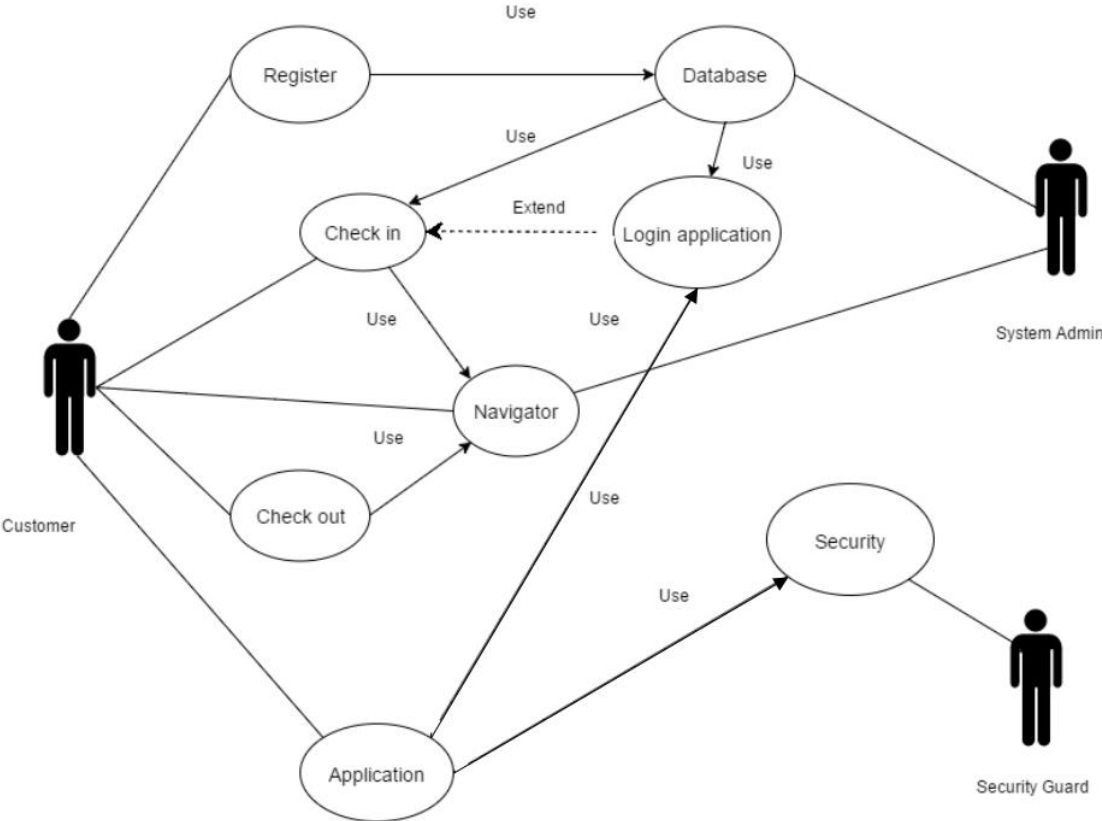 Use
Register
Database
Use
Use
Extend
Check in
Login application
Use
Use
System Admin
Navigator
Use
Use
Check out
Customer
Security
Use
Application
Security Guard